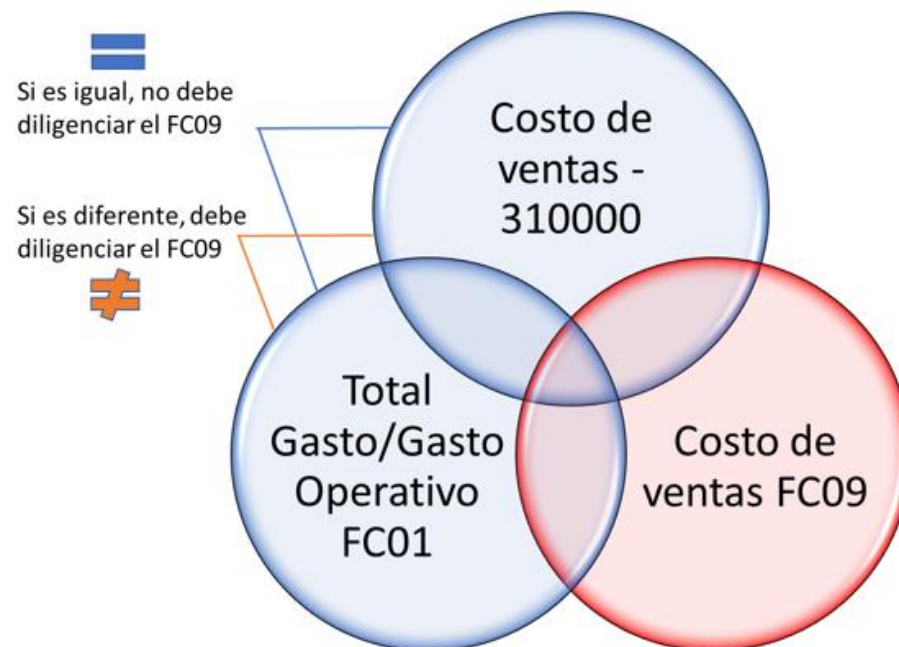 Si es igual, no debe
diligenciar el FC09
Si es diferente, debe
diligenciar el FC09
Costo de
ventas -
310000
Total
Gasto/Gasto
Operativo
FC01
Costo de
ventas FC09